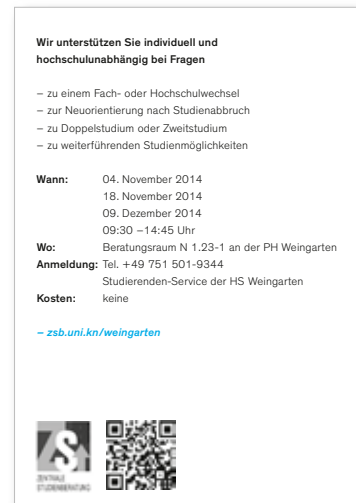 Wir unterstützen Sie individuell und
hochschulunabhängig bei Fragen
– zu einem Fach- oder Hochschulwechsel
– zur Neuorientierung nach Studienabbruch
– zu Doppelstudium oder Zweitstudium
– zu weiterführenden Studienmöglichkeiten
Wann: 04. November 2014
18. November 2014
09. Dezember 2014
09:30 –14:45 Uhr
Wo: Beratungsraum N 1.23-1 an der PH Weingarten
Anmeldung: Tel. +49 751 501-9344
Studierenden-Service der HS Weingarten
Kosten: keine
– zsb.uni.kn/weingarten
ZENTRALE
STUDIENBERATUNG